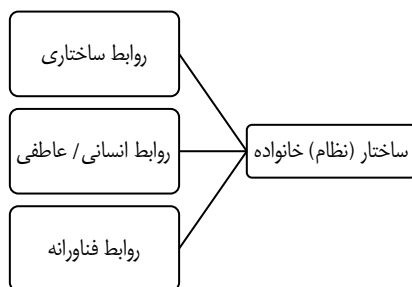 ساختار (نظام) خانواده
روابط ساختاری
روابط انسانی/ عاطفی
روابط فناورانه